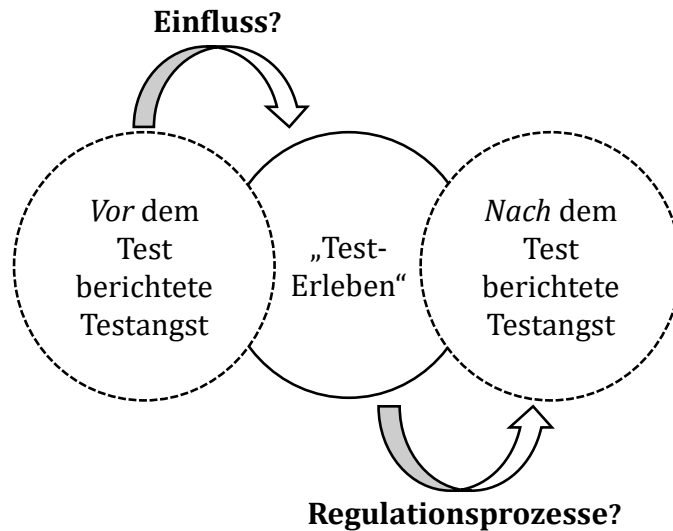 Einfluss?
Vor dem
Test
berichtete
Testangst
„Test-
Erleben“
Nach dem
Test
berichtete
Testangst
Regulationsprozesse?